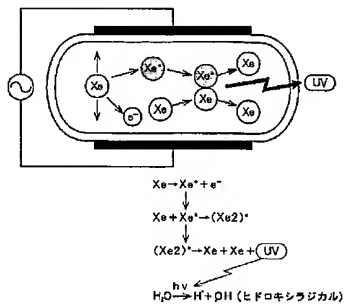 Xe
Xe*
Xe*
Xe
e⁻
Xe
Xe
Xe
UV
Xe→Xe*+e⁻
Xe+Xe*→(Xe2)*
(Xe2)*→Xe+Xe+UV
hν
H₂O→H+OH (ヒドロキシラジカル)